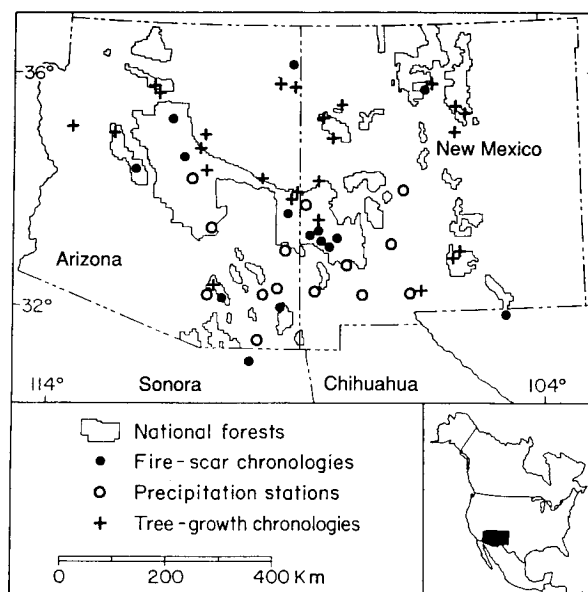 36°
New Mexico
Arizona
32°
114°
Sonora
Chihuahua
104°
National forests
Fire-scar chronologies
Precipitation stations
Tree-growth chronologies
0 200 400 Km